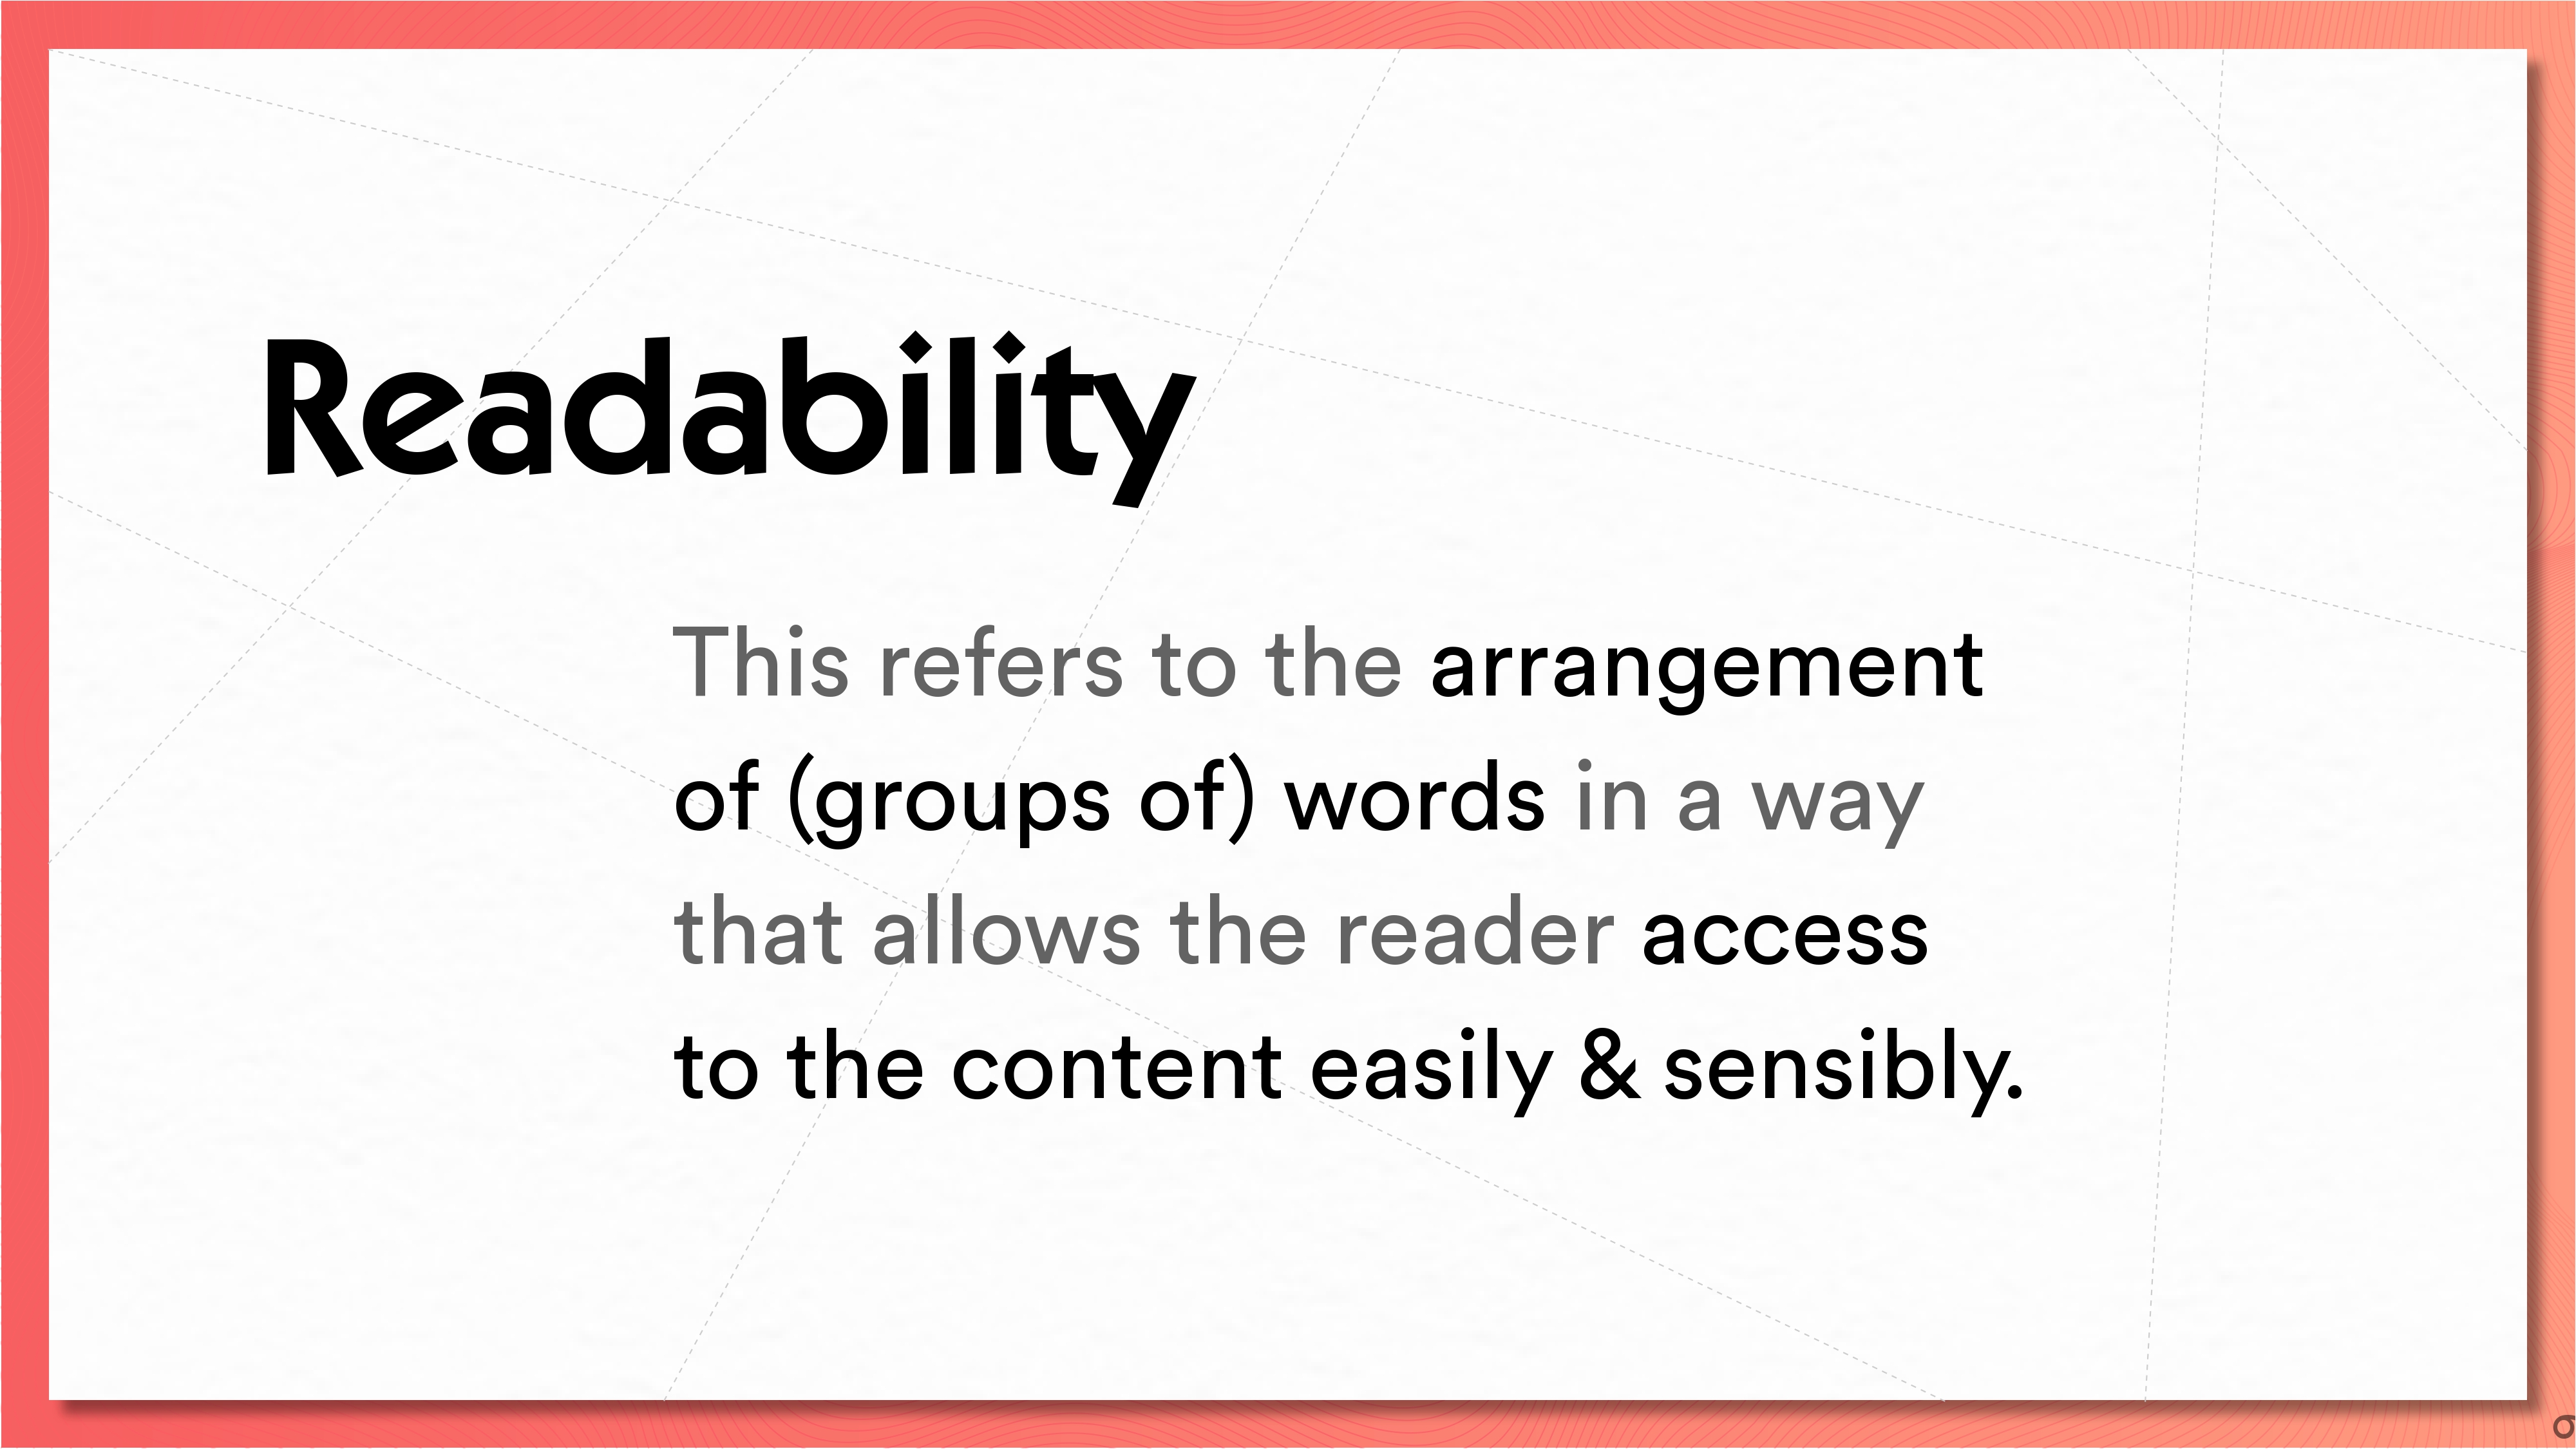 Readability
This refers to the arrangement
of (groups of) words in a way
that allows the reader access
to the content easily & sensibly.